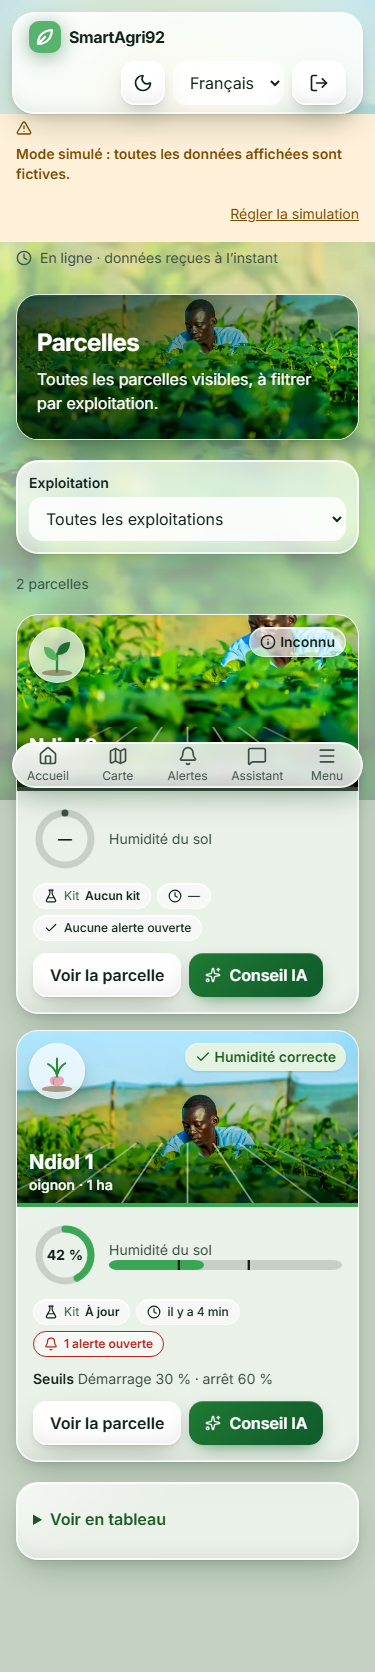 SmartAgri92
Français
Mode simulé : toutes les données affichées sont
fictives.
Régler la simulation
En ligne · données reçues à l'instant
Parcelles
Toutes les parcelles visibles, à filtrer
par exploitation.
Exploitation
Toutes les exploitations
2 parcelles
Inconnu
Accueil
Carte
Alertes
Assistant
Menu
—
Humidité du sol
Kit Aucun kit
—
Aucune alerte ouverte
Voir la parcelle
Conseil IA
Humidité correcte
Ndiol 1
oignon · 1 ha
42 %
Humidité du sol
Kit À jour
il y a 4 min
1 alerte ouverte
Seuils Démarrage 30 % · arrêt 60 %
Voir la parcelle
Conseil IA
Voir en tableau